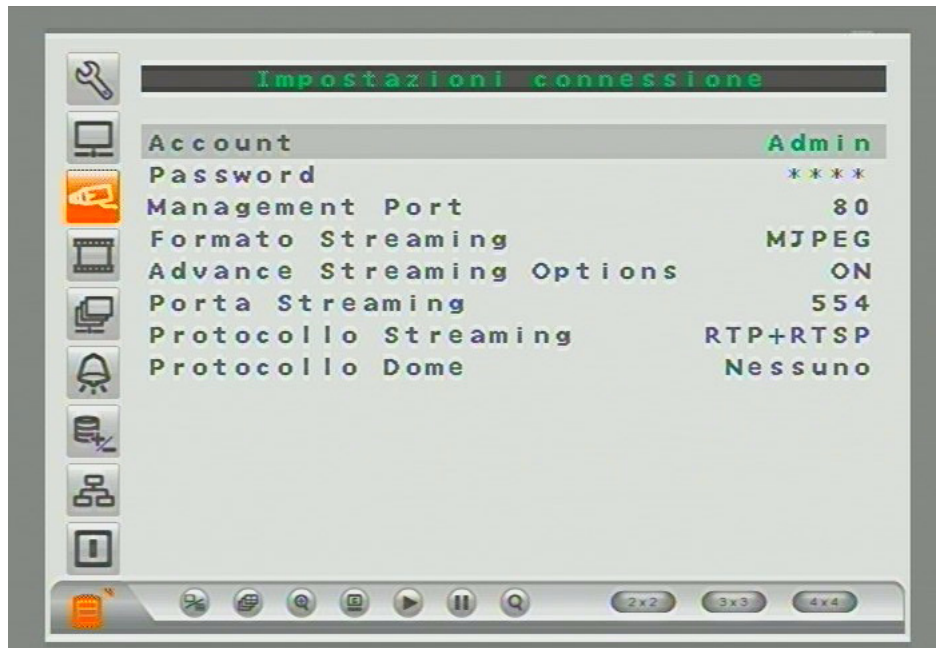 Impostazioni connessione
Account Admin
Password ****
Management Port 80
Formato Streaming MJPEG
Advance Streaming Options ON
Porta Streaming 554
Protocollo Streaming RTP+RTSP
Protocollo Dome Nessuno
2x2 3x3 4x4